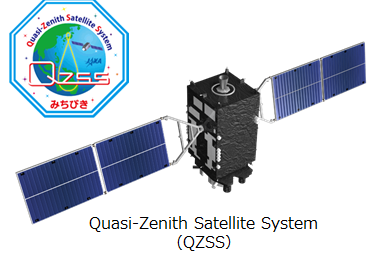 Quasi-Zenith Satellite System
JAXA
QZSS
みちびき
Quasi-Zenith Satellite System
(QZSS)